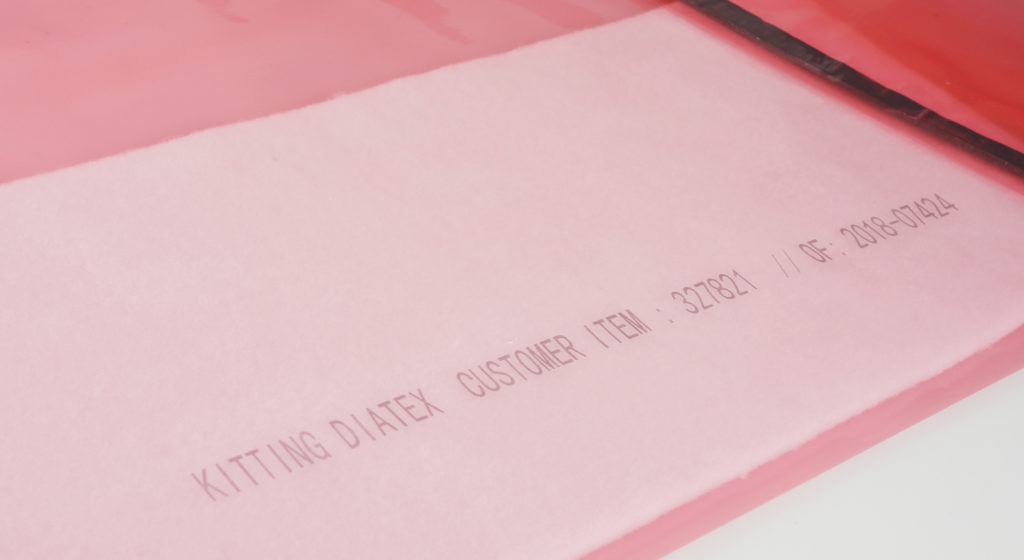 KITTING DIATEX CUSTOMER ITEM : 327821 // OF: 2018-07424